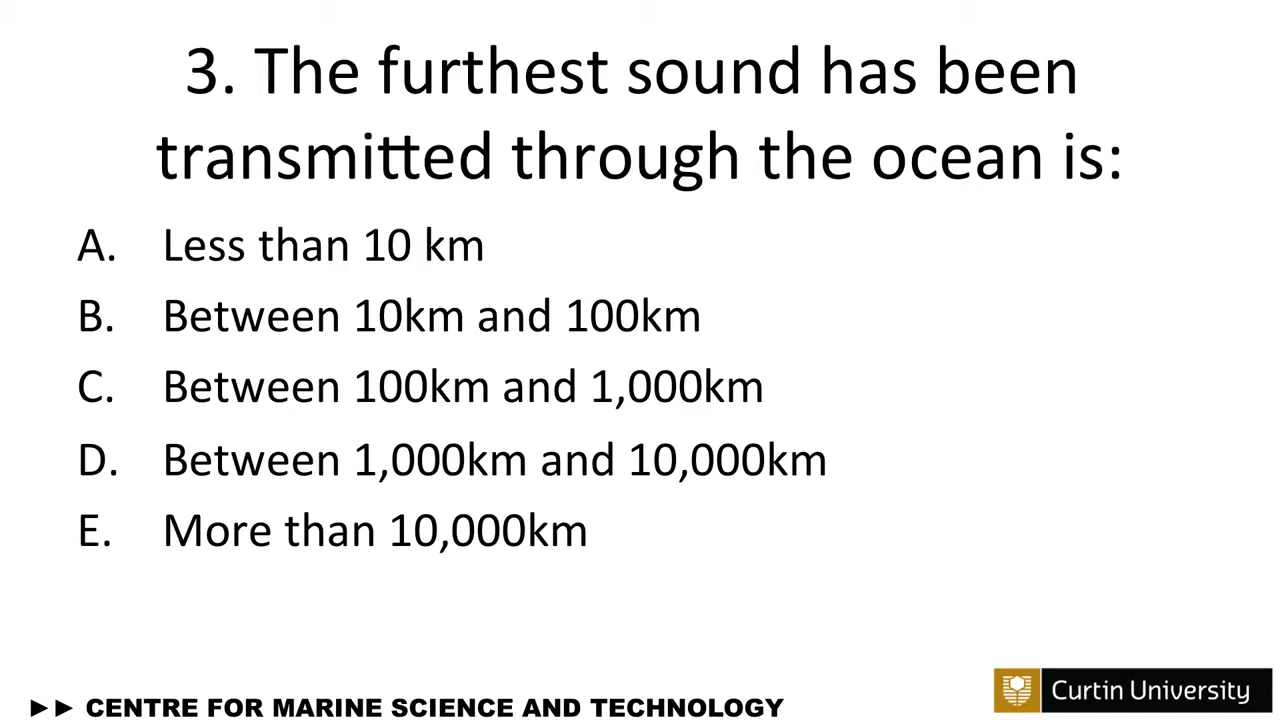 3. The furthest sound has been
transmitted through the ocean is:
A. Less than 10 km
B. Between 10km and 100km
C. Between 100km and 1,000km
D. Between 1,000km and 10,000km
E. More than 10,000km
►► CENTRE FOR MARINE SCIENCE AND TECHNOLOGY
Curtin University